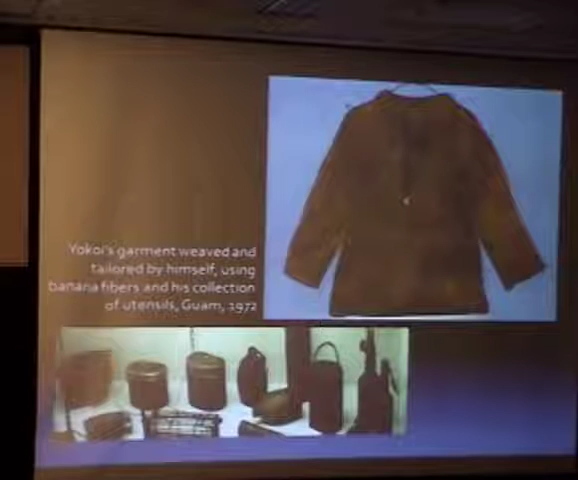 Yokoi's garment weaved and
tailored by himself, using
banana fibers and his collection
of utensils, Guam, 1972